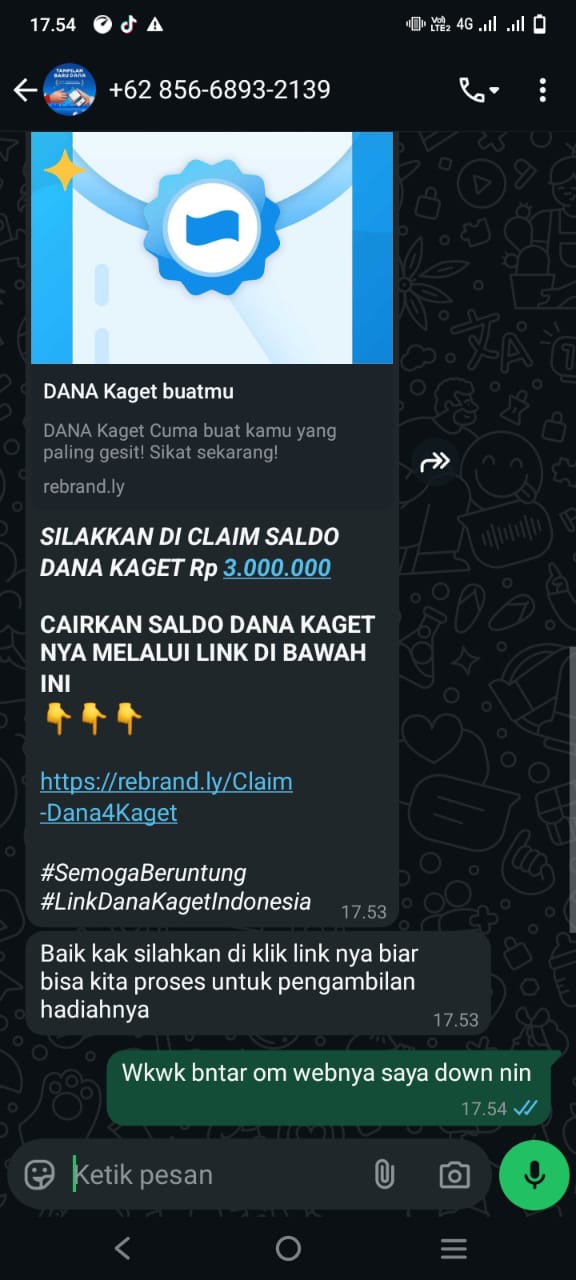 17.54
Vo))
LTE2
4G
TAMPILAN
BARU DANA
+62 856-6893-2139
DANA Kaget buatmu
DANA Kaget Cuma buat kamu yang
paling gesit! Sikat sekarang!
rebrand.ly
SILAKKAN DI CLAIM SALDO
DANA KAGET Rp 3.000.000
CAIRKAN SALDO DANA KAGET
NYA MELALUI LINK DI BAWAH
INI
👇👇👇
https://rebrand.ly/Claim
-Dana4Kaget
#SemogaBeruntung
#LinkDanaKagetIndonesia
17.53
Baik kak silahkan di klik link nya biar
bisa kita proses untuk pengambilan
hadiahnya
17.53
Wkwk bntar om webnya saya down nin
17.54
Ketik pesan